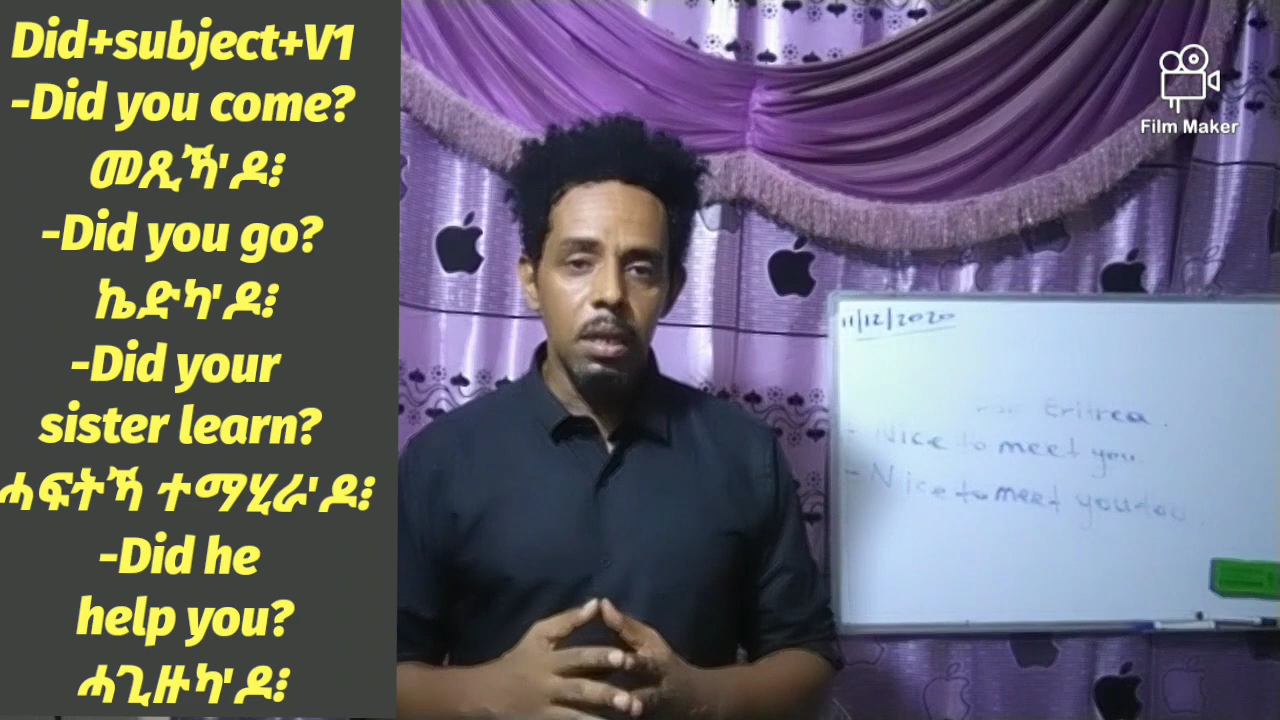 Did+subject+V1
-Did you come?
መጺኻ'ዶ፧
-Did you go?
ኬድካ'ዶ፧
-Did your
sister learn?
ሓፍትኻ ተማሂራ'ዶ፧
-Did he
help you?
ሓጊዙካ'ዶ፧
Film Maker
11/12/2020
Eritrea.
- Nice to meet you.
- Nice to meet you too